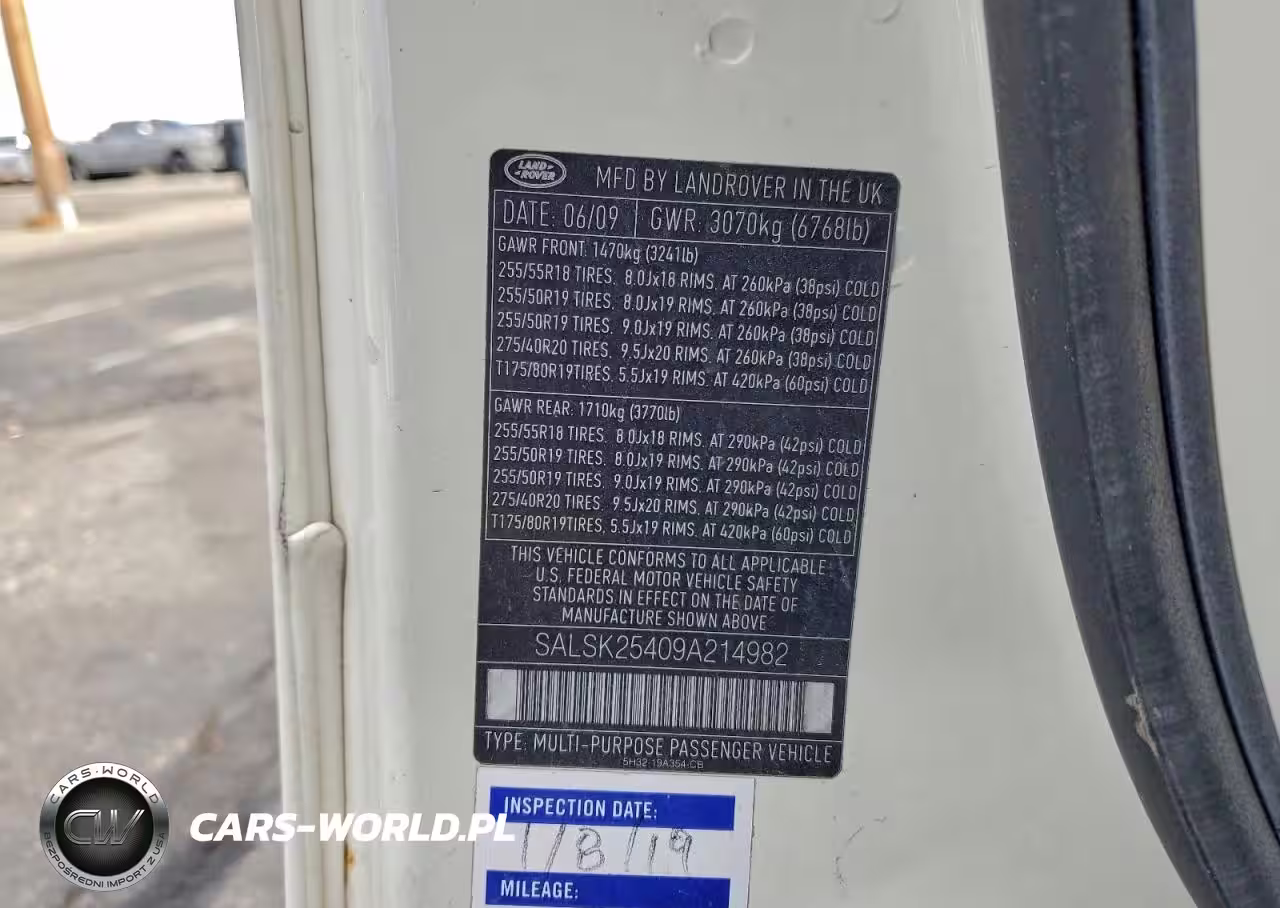 LAND
ROVER
MFD BY LANDROVER IN THE UK
DATE: 06/09 GWR: 3070kg (6768lb)
GAWR FRONT: 1470kg (3241lb)
255/55R18 TIRES. 8.0Jx18 RIMS. AT 260kPa (38psi) COLD
255/50R19 TIRES. 8.0Jx19 RIMS. AT 260kPa (38psi) COLD
255/50R19 TIRES. 9.0Jx19 RIMS. AT 260kPa (38psi) COLD
275/40R20 TIRES. 9.5Jx20 RIMS. AT 260kPa (38psi) COLD
T175/80R19TIRES. 5.5Jx19 RIMS. AT 420kPa (60psi) COLD
GAWR REAR: 1710kg (3770lb)
255/55R18 TIRES. 8.0Jx18 RIMS. AT 290kPa (42psi) COLD
255/50R19 TIRES. 8.0Jx19 RIMS. AT 290kPa (42psi) COLD
255/50R19 TIRES. 9.0Jx19 RIMS. AT 290kPa (42psi) COLD
275/40R20 TIRES. 9.5Jx20 RIMS. AT 290kPa (42psi) COLD
T175/80R19TIRES. 5.5Jx19 RIMS. AT 420kPa (60psi) COLD
THIS VEHICLE CONFORMS TO ALL APPLICABLE
U.S. FEDERAL MOTOR VEHICLE SAFETY
STANDARDS IN EFFECT ON THE DATE OF
MANUFACTURE SHOWN ABOVE
SALSK25409A214982
TYPE: MULTI-PURPOSE PASSENGER VEHICLE
5H32-19A354-CB
INSPECTION DATE:
1/8/19
MILEAGE:
CARS-WORLD
CW
BEZPOŚREDNI IMPORT Z USA
CARS-WORLD.PL